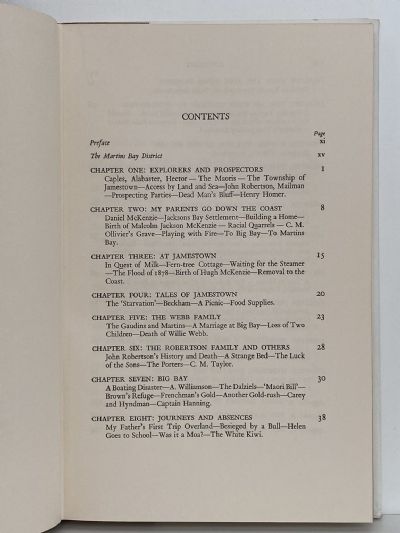 CONTENTS
Page
Preface xi
The Martins Bay District xv
CHAPTER ONE: EXPLORERS AND PROSPECTORS 1
Caples, Alabaster, Hector—The Maoris—The Township of
Jamestown—Access by Land and Sea—John Robertson, Mailman
—Prospecting Parties—Dead Man's Bluff—Henry Homer.
CHAPTER TWO: MY PARENTS GO DOWN THE COAST 8
Daniel McKenzie—Jacksons Bay Settlement—Building a Home—
Birth of Malcolm Jackson McKenzie — Racial Quarrels — C. M.
Ollivier's Grave—Playing with Fire—To Big Bay—To Martins
Bay.
CHAPTER THREE: AT JAMESTOWN 15
In Quest of Milk—Fern-tree Cottage—Waiting for the Steamer
—The Flood of 1878—Birth of Hugh McKenzie—Removal to the
Coast.
CHAPTER FOUR: TALES OF JAMESTOWN 20
The 'Starvation'—Beckham—A Picnic—Food Supplies.
CHAPTER FIVE: THE WEBB FAMILY 23
The Gaudins and Martins—A Marriage at Big Bay—Loss of Two
Children—Death of Willie Webb.
CHAPTER SIX: THE ROBERTSON FAMILY AND OTHERS 28
John Robertson's History and Death—A Strange Bed—The Luck
of the Sons—The Porters—C. M. Taylor.
CHAPTER SEVEN: BIG BAY 30
A Boating Disaster—A. Williamson—The Dalziels—'Maori Bill'—
Brown's Refuge—Frenchman's Gold—Another Gold-rush—Carey
and Hyndman—Captain Hanning.
CHAPTER EIGHT: JOURNEYS AND ABSENCES 38
My Father's First Trip Overland—Besieged by a Bull—Helen
Goes to School—Was it a Moa?—The White Kiwi.